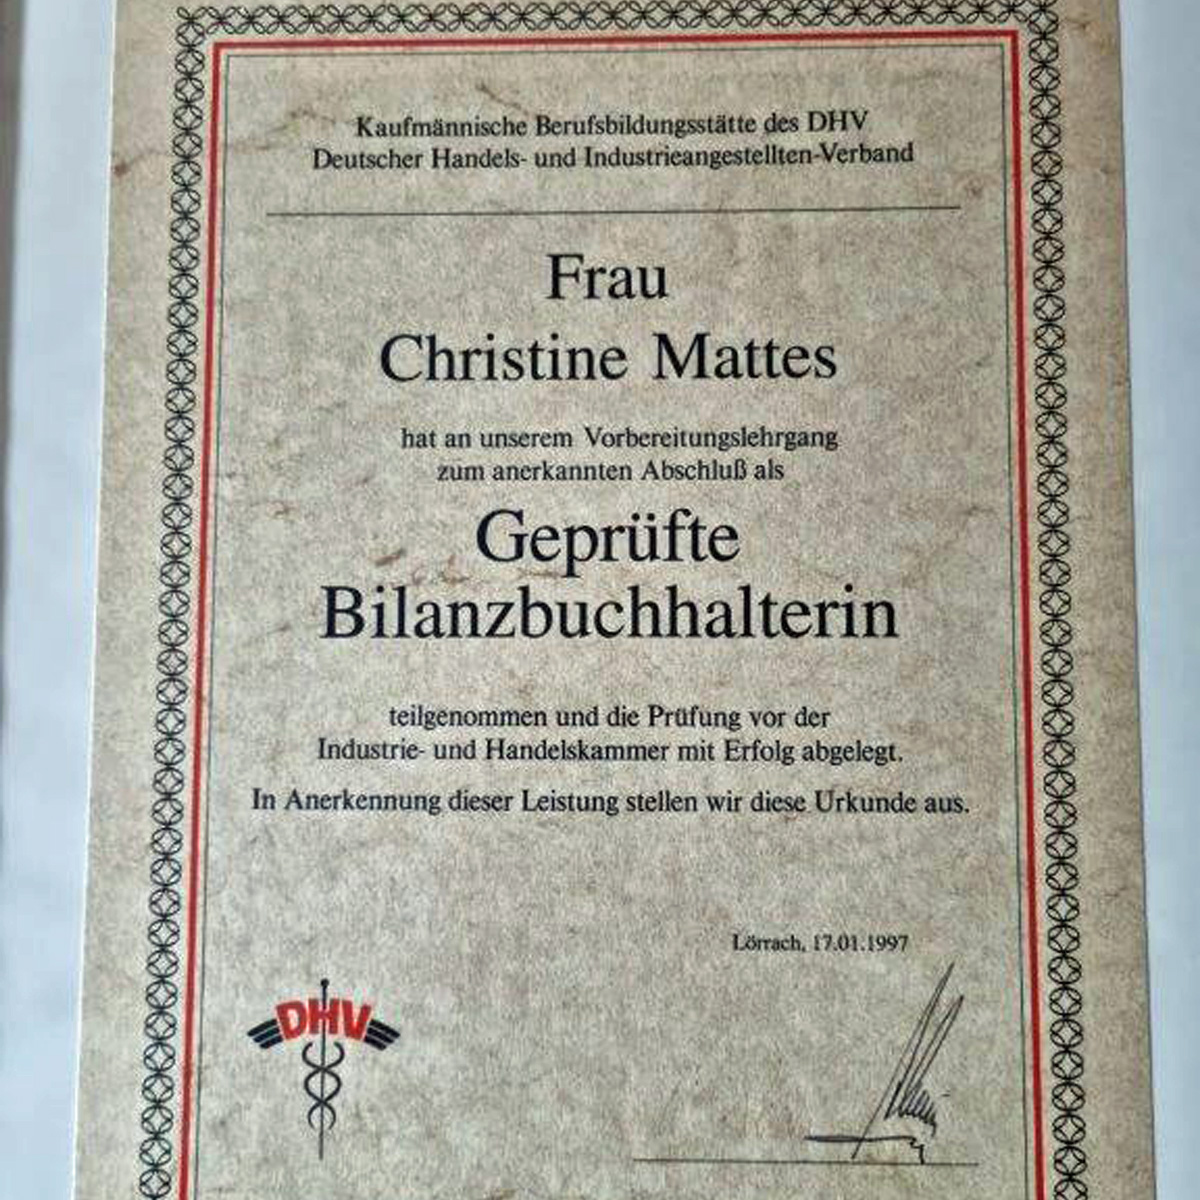 Kaufmännische Berufsbildungsstätte des DHV
Deutscher Handels- und Industrieangestellten-Verband
Frau
Christine Mattes
hat an unserem Vorbereitungslehrgang
zum anerkannten Abschluß als
Geprüfte
Bilanzbuchhalterin
teilgenommen und die Prüfung vor der
Industrie- und Handelskammer mit Erfolg abgelegt.
In Anerkennung dieser Leistung stellen wir diese Urkunde aus.
Lörrach, 17.01.1997
DHV